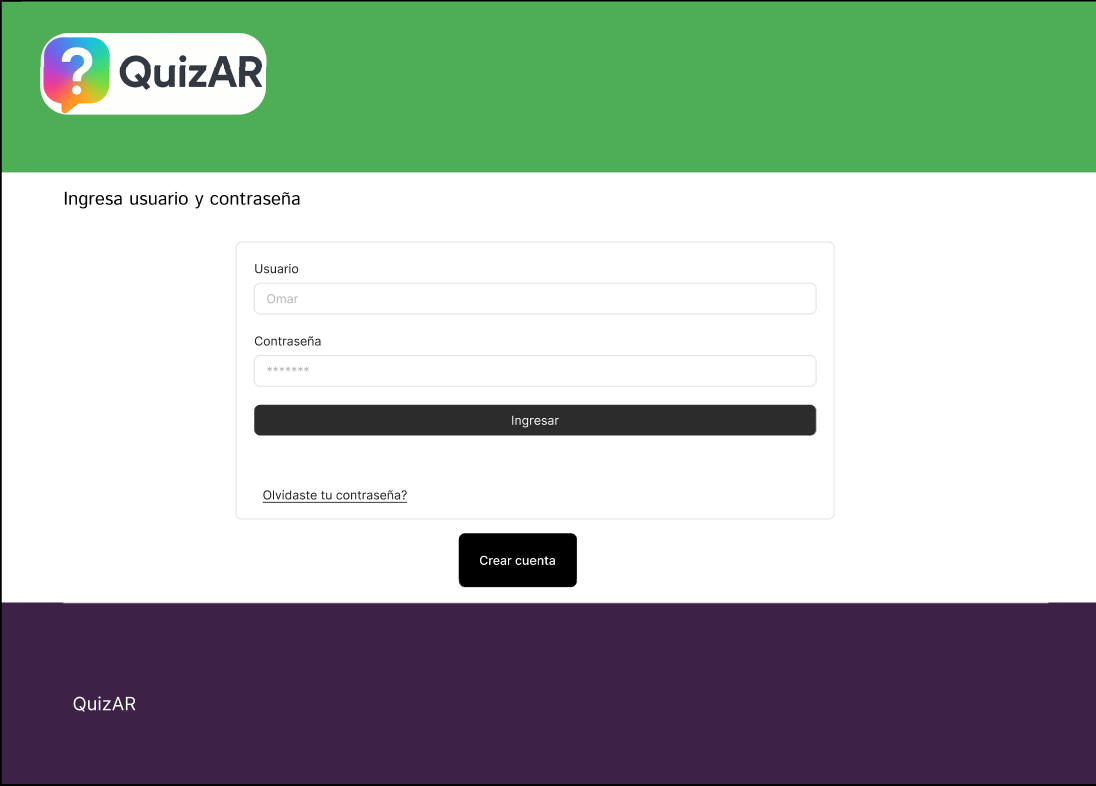 QuizAR
Ingresa usuario y contraseña
Usuario
Omar
Contraseña
*******
Ingresar
Olvidaste tu contraseña?
Crear cuenta
QuizAR